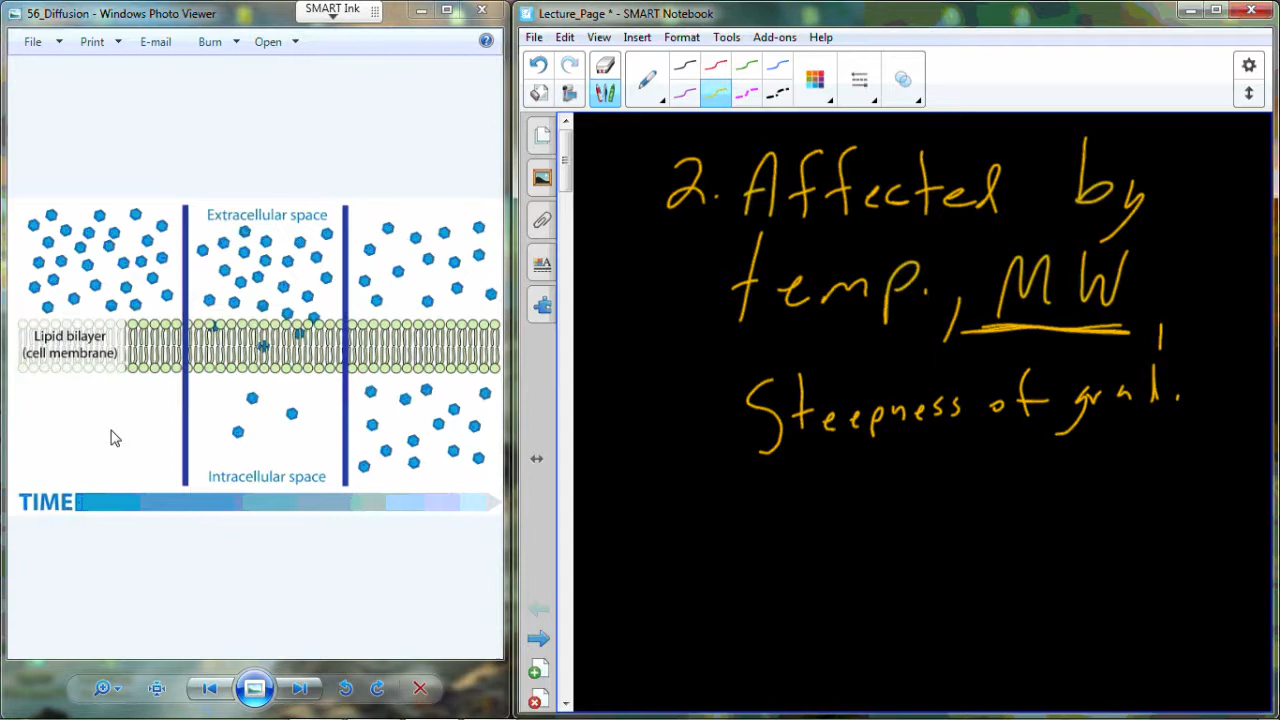 56_Diffusion - Windows Photo Viewer
SMART Ink
File Print E-mail Burn Open
Extracellular space
Lipid bilayer
(cell membrane)
Intracellular space
TIME
Lecture_Page * - SMART Notebook
File Edit View Insert Format Tools Add-ons Help
2. Affected by
temp., MW,
Steepness of grad.